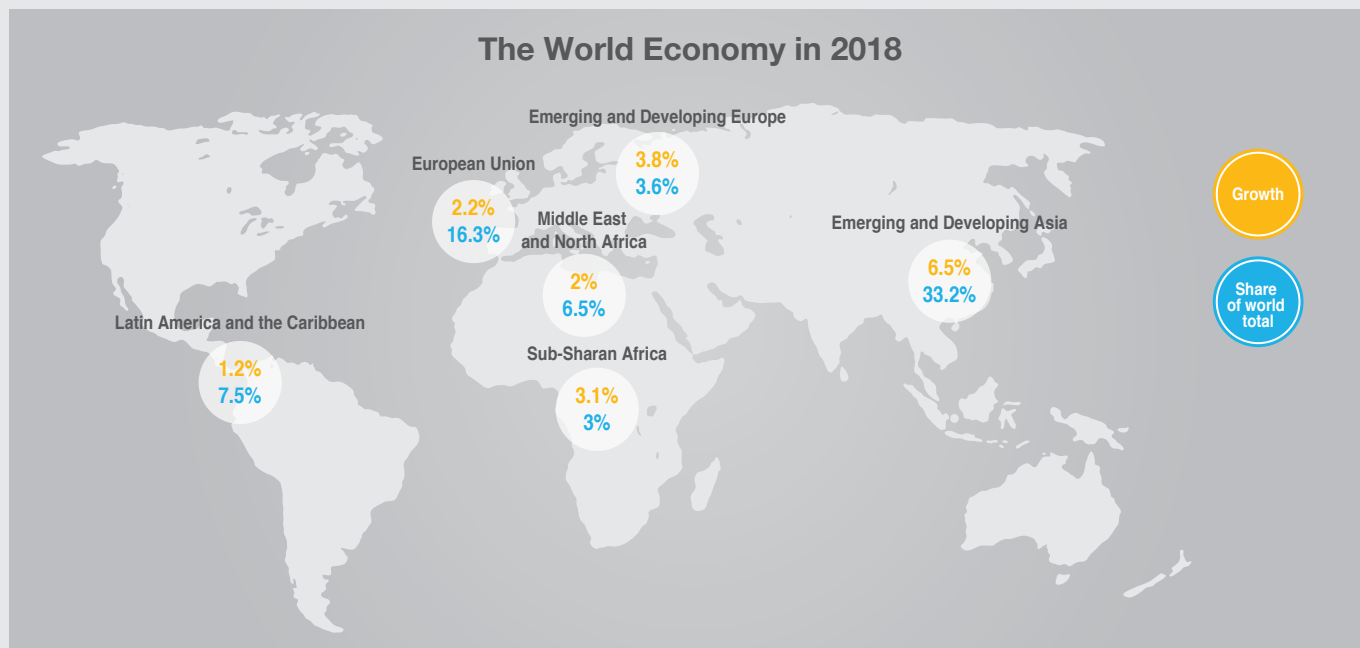 The World Economy in 2018
Emerging and Developing Europe
3.8%
3.6%
European Union
2.2%
16.3%
Middle East
and North Africa
2%
6.5%
Emerging and Developing Asia
6.5%
33.2%
Latin America and the Caribbean
1.2%
7.5%
Sub-Sharan Africa
3.1%
3%
Growth
Share
of world
total